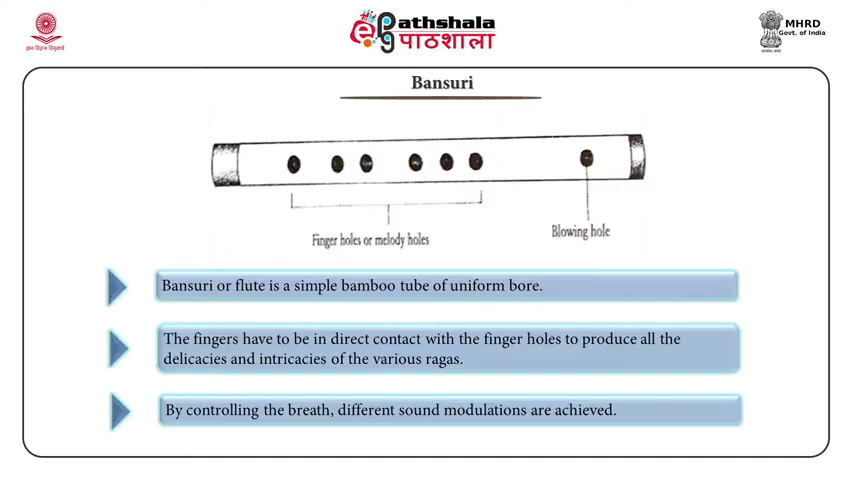 ePathshala
पाठशाला
MHRD
Govt. of India
Bansuri
Finger holes or melody holes
Blowing hole
Bansuri or flute is a simple bamboo tube of uniform bore.
The fingers have to be in direct contact with the finger holes to produce all the
delicacies and intricacies of the various ragas.
By controlling the breath, different sound modulations are achieved.